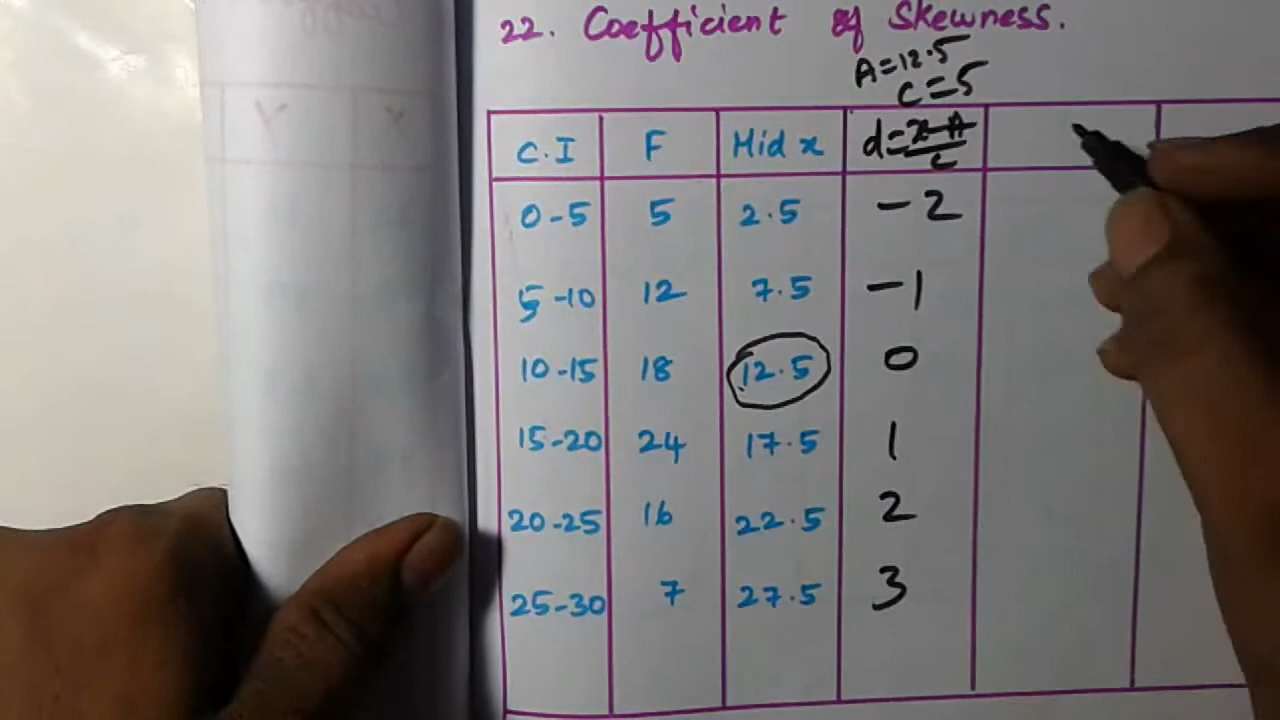 22. Coefficient of Skewness.
A=12.5
C=5
C.I F Mid x d=x-A/C
0-5 5 2.5 -2
5-10 12 7.5 -1
10-15 18 12.5 0
15-20 24 17.5 1
20-25 16 22.5 2
25-30 7 27.5 3